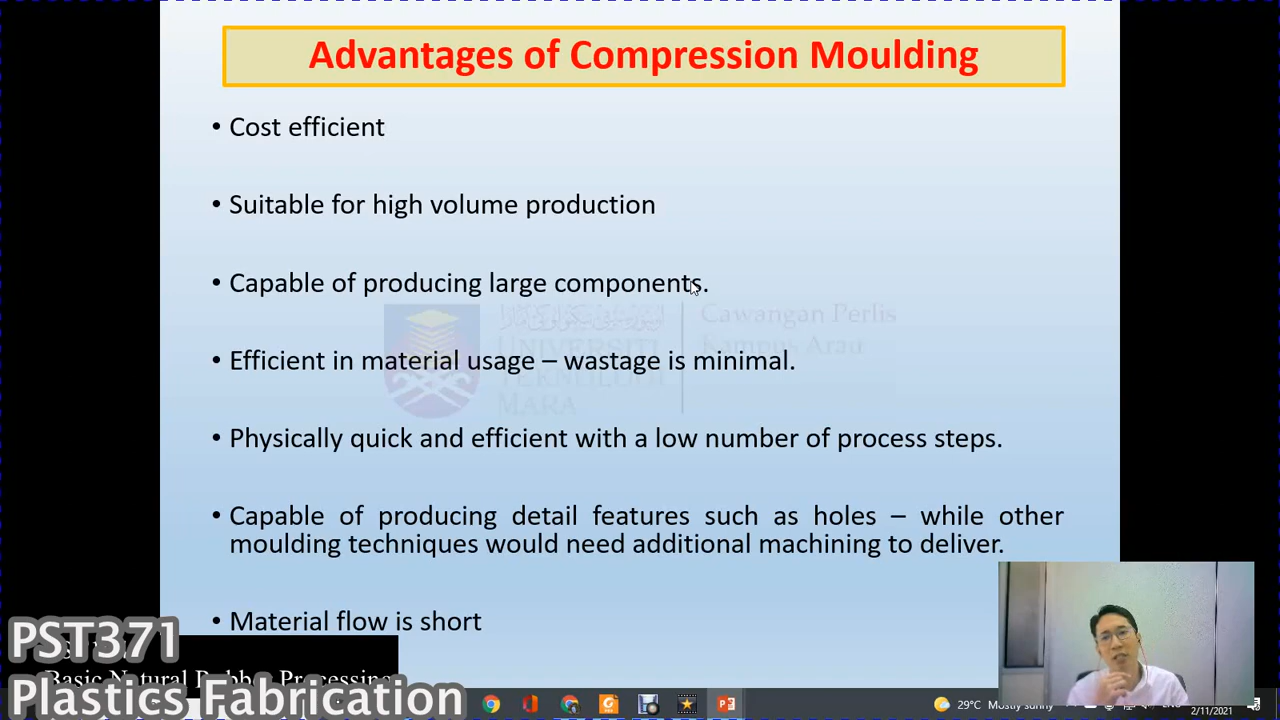 Advantages of Compression Moulding
• Cost efficient
• Suitable for high volume production
• Capable of producing large components.
Cawangan Perlis
Kampus Arau
UNIVERSITI
TEKNOLOGI
MARA
• Efficient in material usage – wastage is minimal.
• Physically quick and efficient with a low number of process steps.
• Capable of producing detail features such as holes – while other
moulding techniques would need additional machining to deliver.
• Material flow is short
PST371
Basic Natural Rubber Processing
Plastics Fabrication
29°C Mostly sunny
2/11/2021